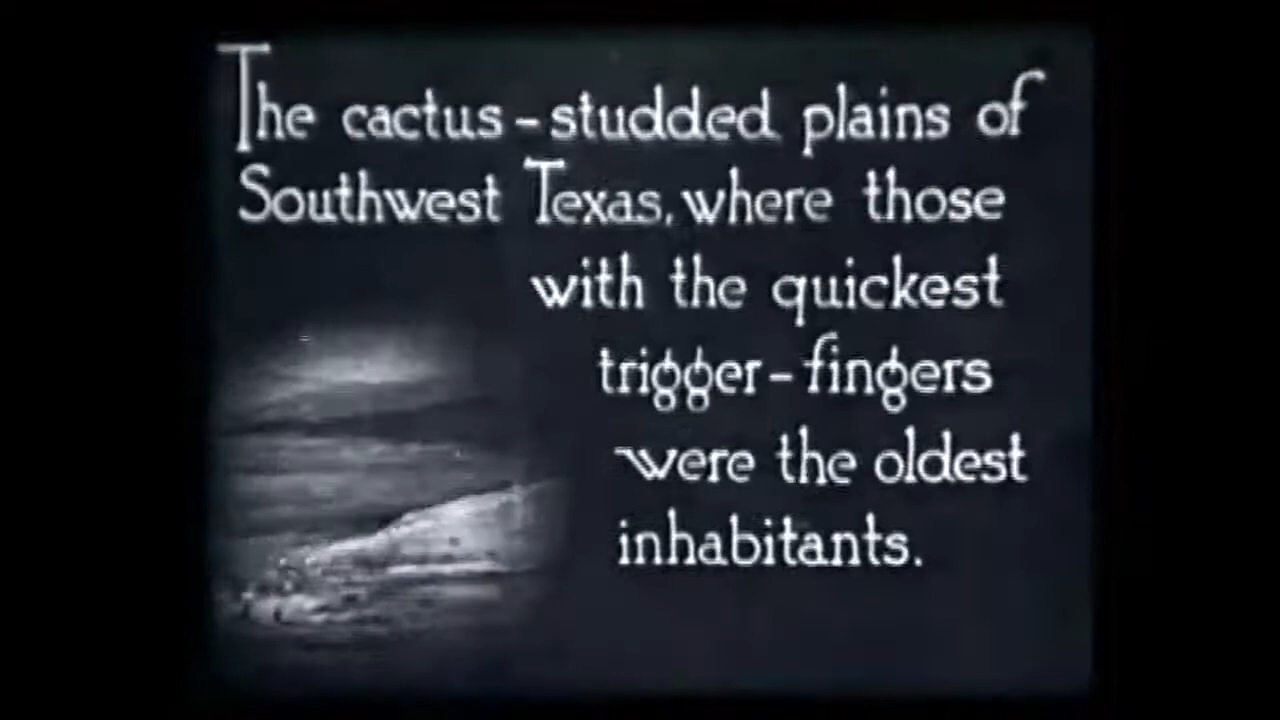 The cactus-studded plains of
Southwest Texas, where those
with the quickest
trigger-fingers
were the oldest
inhabitants.